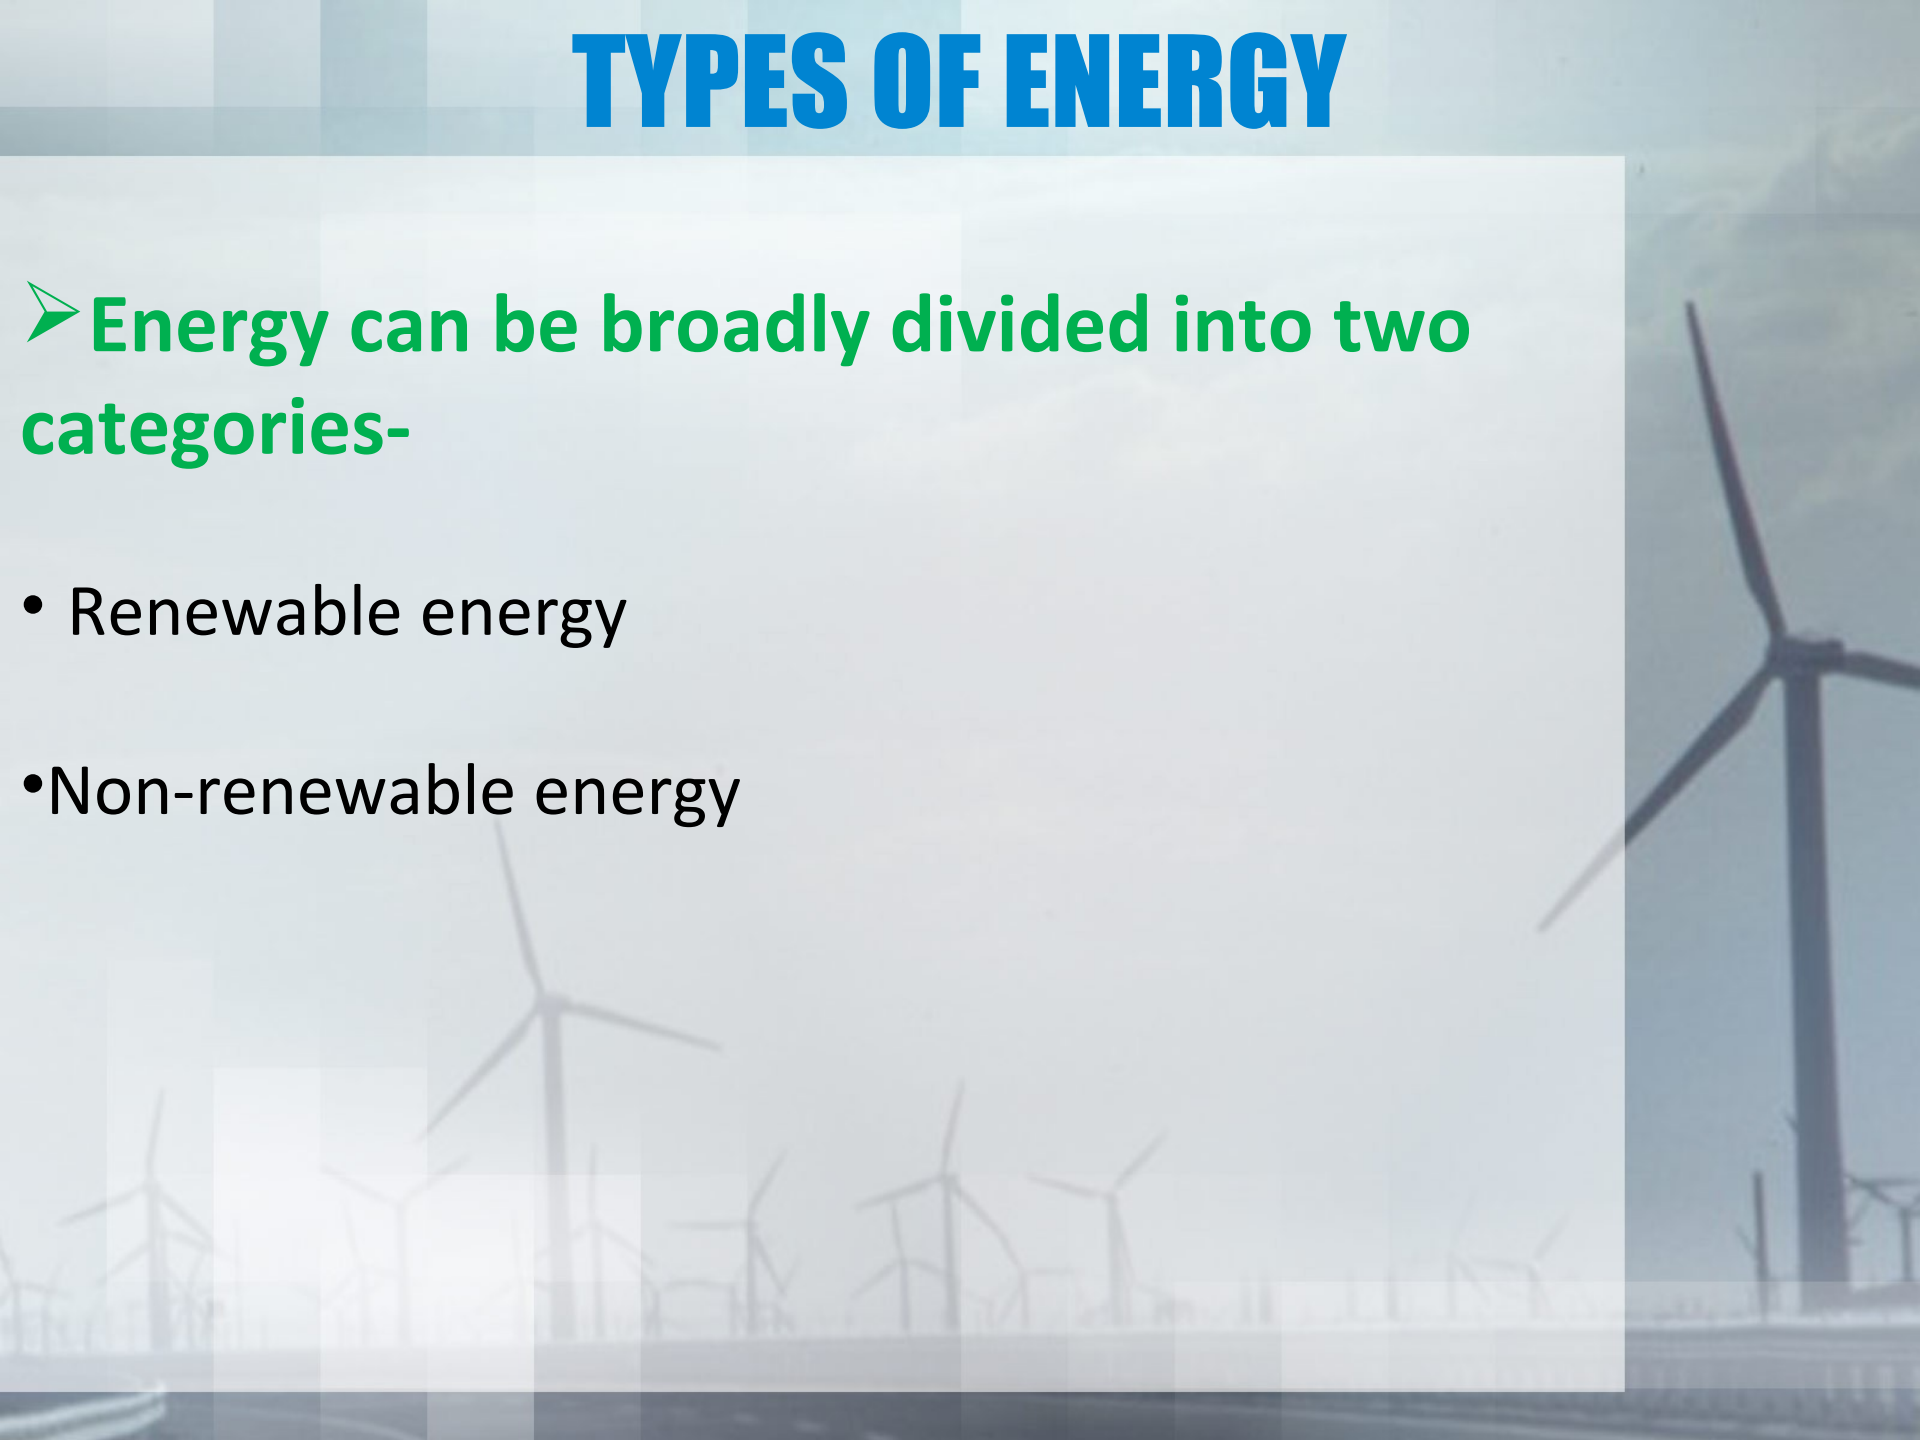 TYPES OF ENERGY
➢Energy can be broadly divided into two
categories-
• Renewable energy
•Non-renewable energy